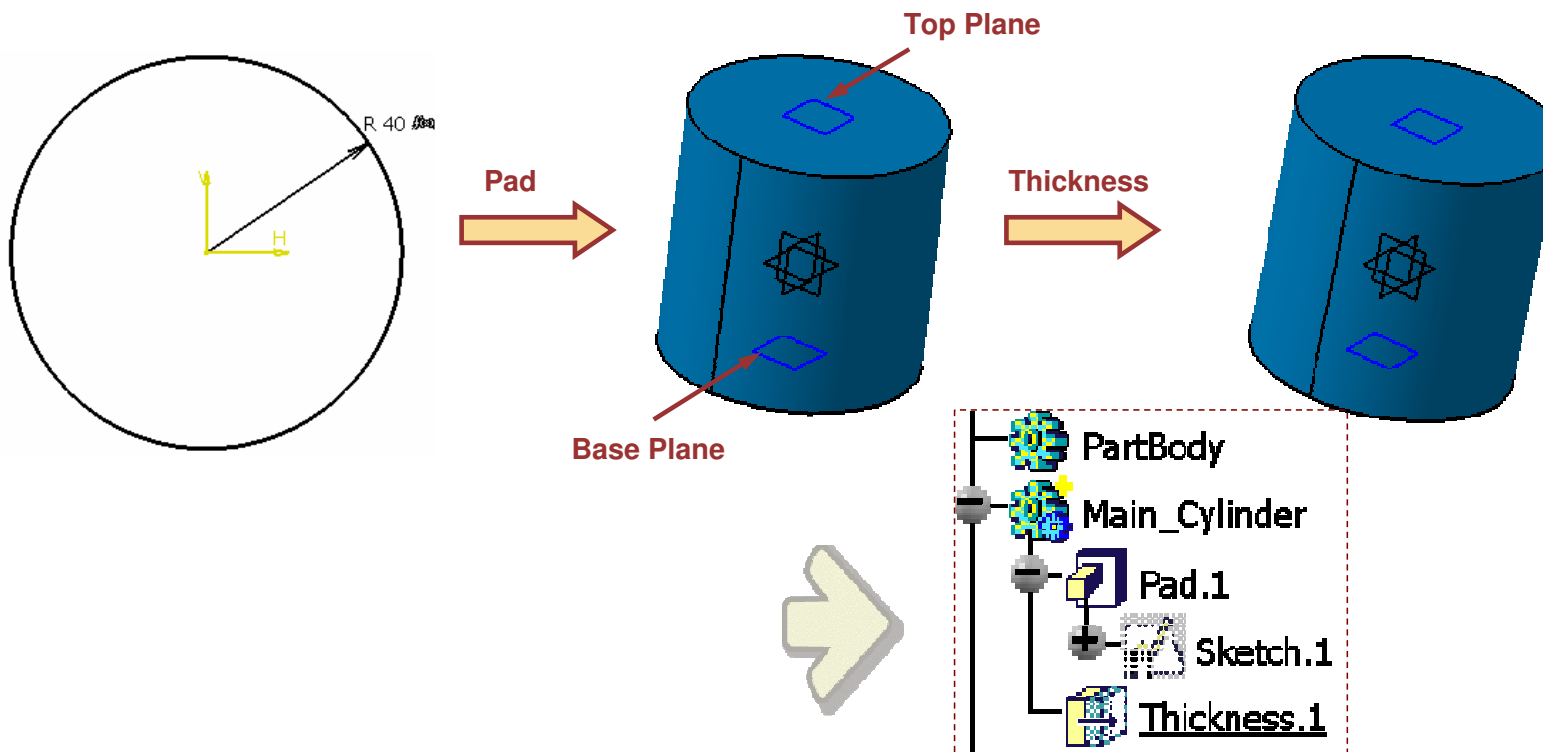 Top Plane
R 40
V
H
Pad
Thickness
Base Plane
PartBody
Main_Cylinder
Pad.1
Sketch.1
Thickness.1